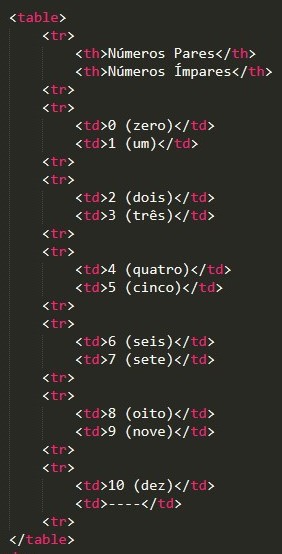 <table>
<tr>
<th>Números Pares</th>
<th>Números Ímpares</th>
<tr>
<tr>
<td>0 (zero)</td>
<td>1 (um)</td>
<tr>
<tr>
<td>2 (dois)</td>
<td>3 (três)</td>
<tr>
<tr>
<td>4 (quatro)</td>
<td>5 (cinco)</td>
<tr>
<tr>
<td>6 (seis)</td>
<td>7 (sete)</td>
<tr>
<tr>
<td>8 (oito)</td>
<td>9 (nove)</td>
<tr>
<tr>
<td>10 (dez)</td>
<td>----</td>
<tr>
</table>